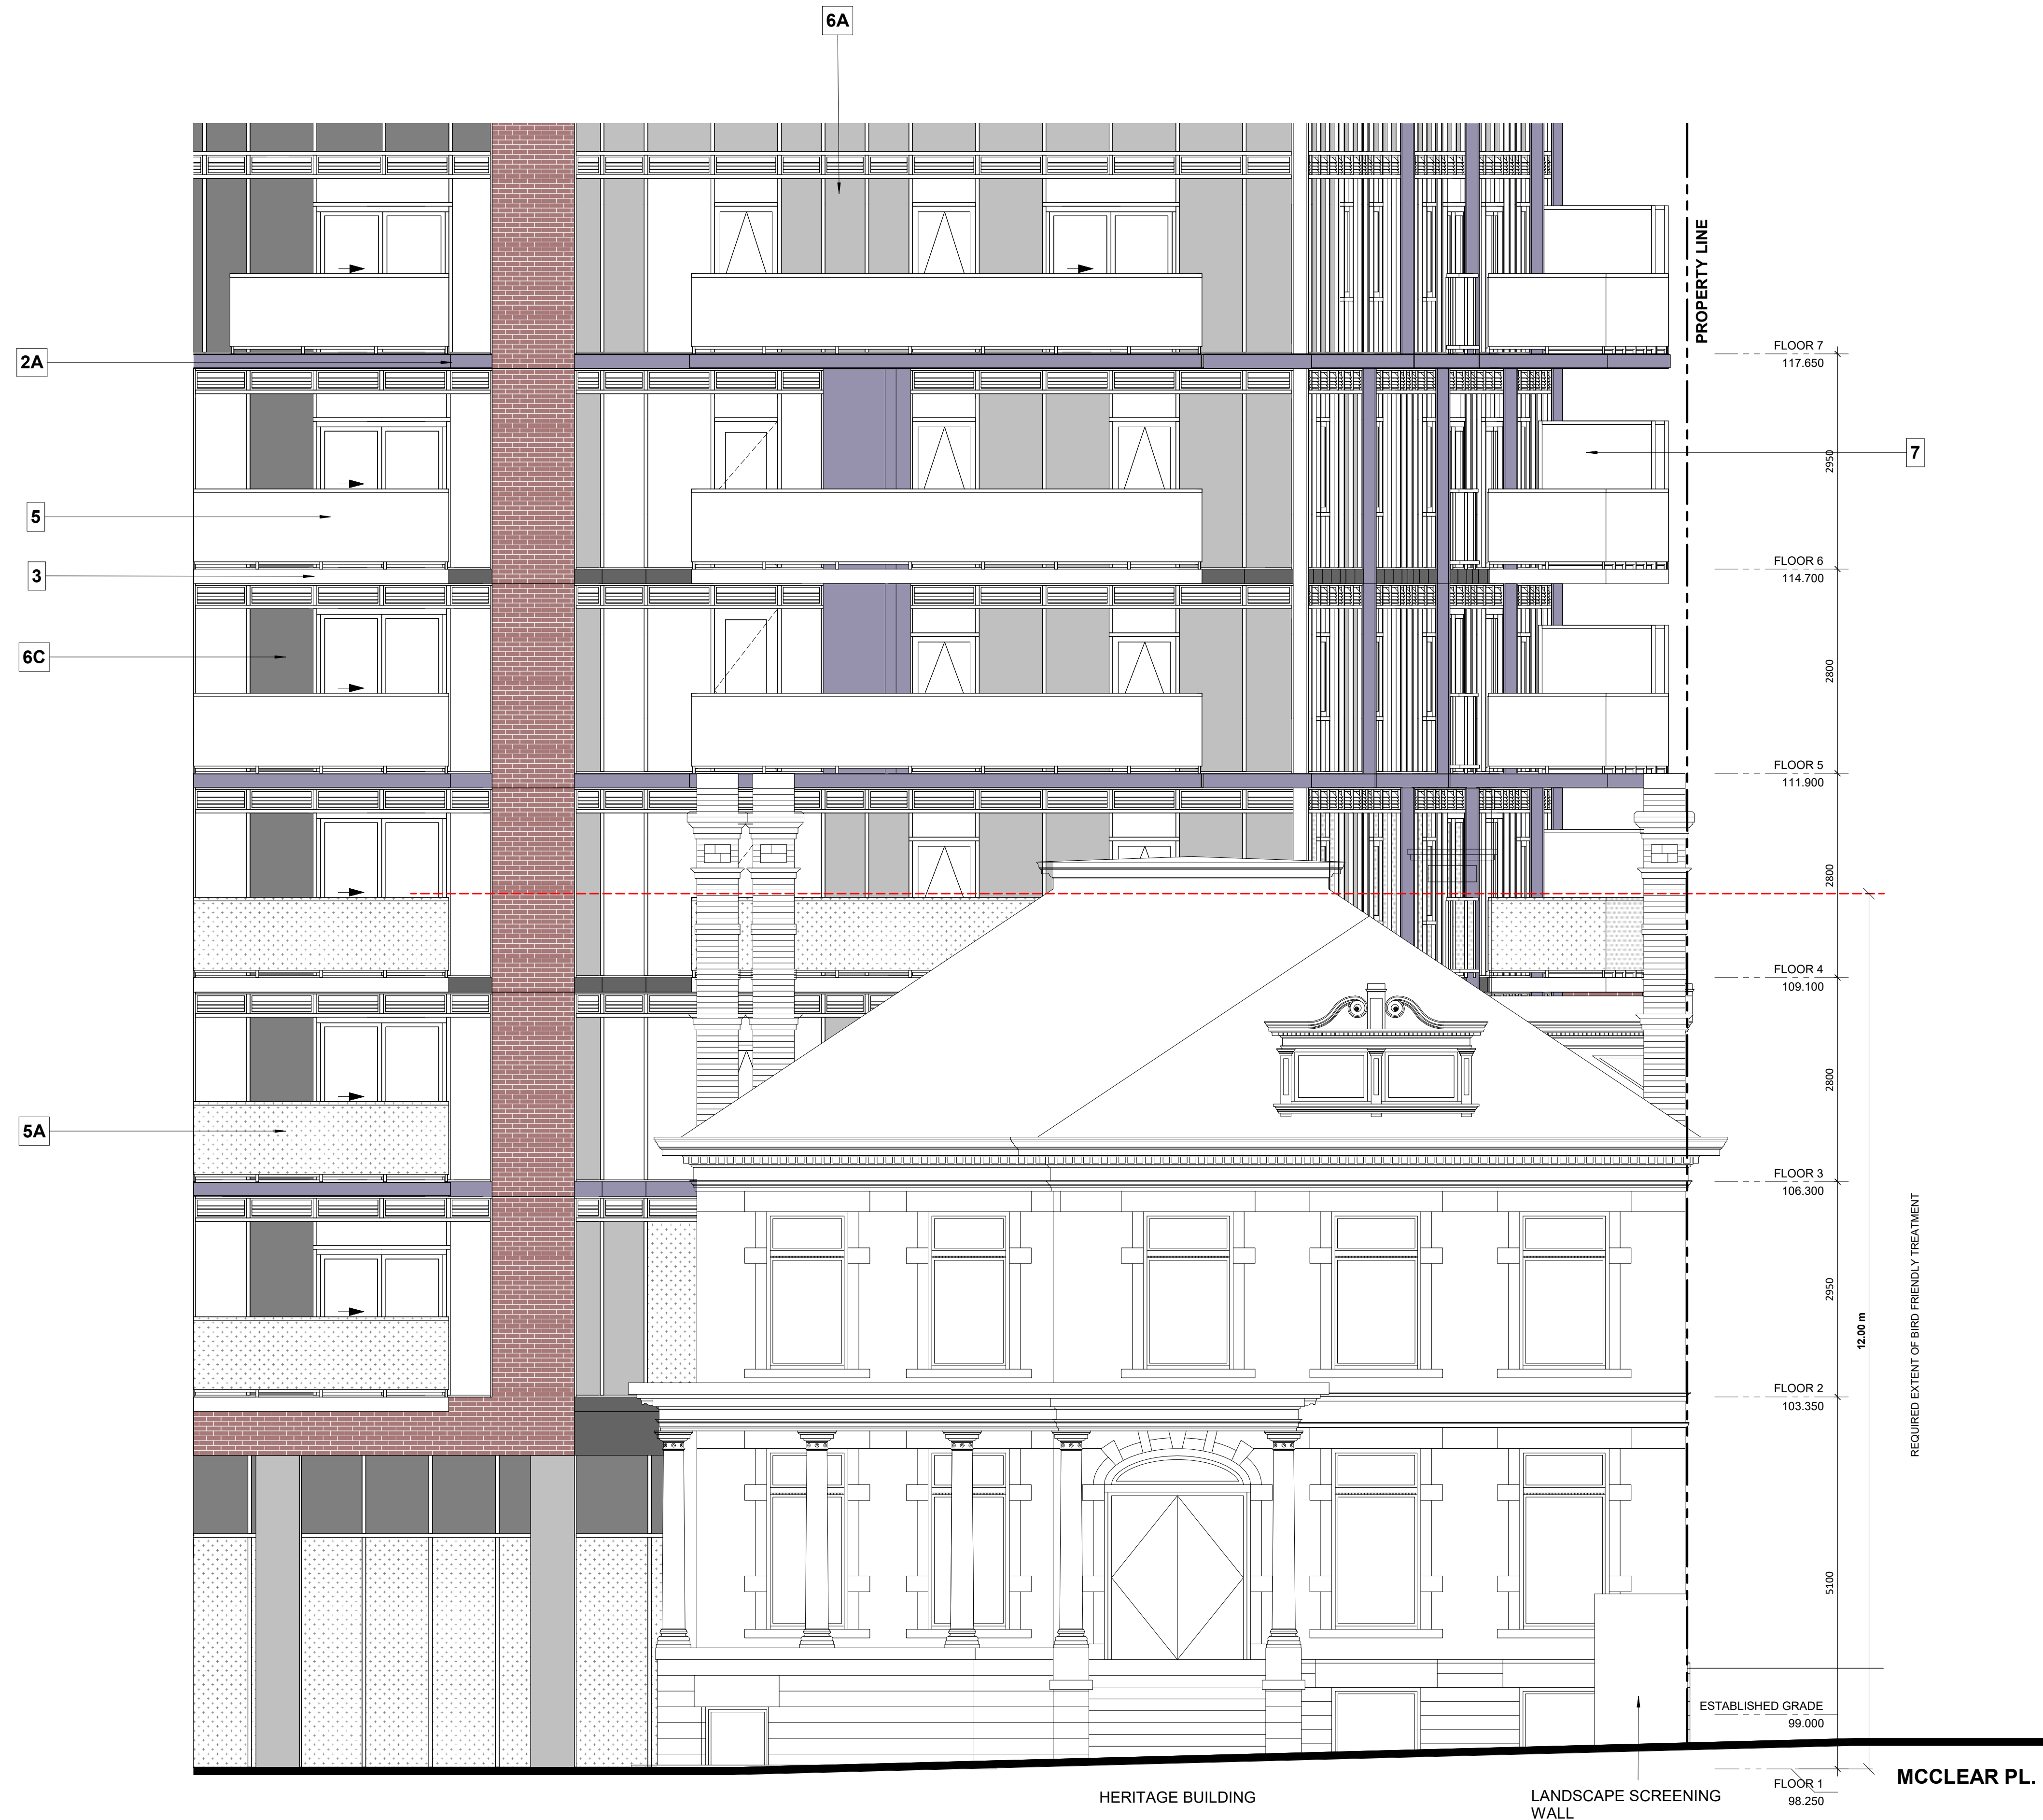 6A
PROPERTY LINE
FLOOR 7
117.650
2A
7
2950
5
FLOOR 6
114.700
3
6C
2800
FLOOR 5
111.900
2800
FLOOR 4
109.100
2800
5A
FLOOR 3
106.300
2950
12.00 m
REQUIRED EXTENT OF BIRD FRIENDLY TREATMENT
FLOOR 2
103.350
5100
ESTABLISHED GRADE
99.000
FLOOR 1
98.250
MCCLEAR PL.
HERITAGE BUILDING
LANDSCAPE SCREENING
WALL